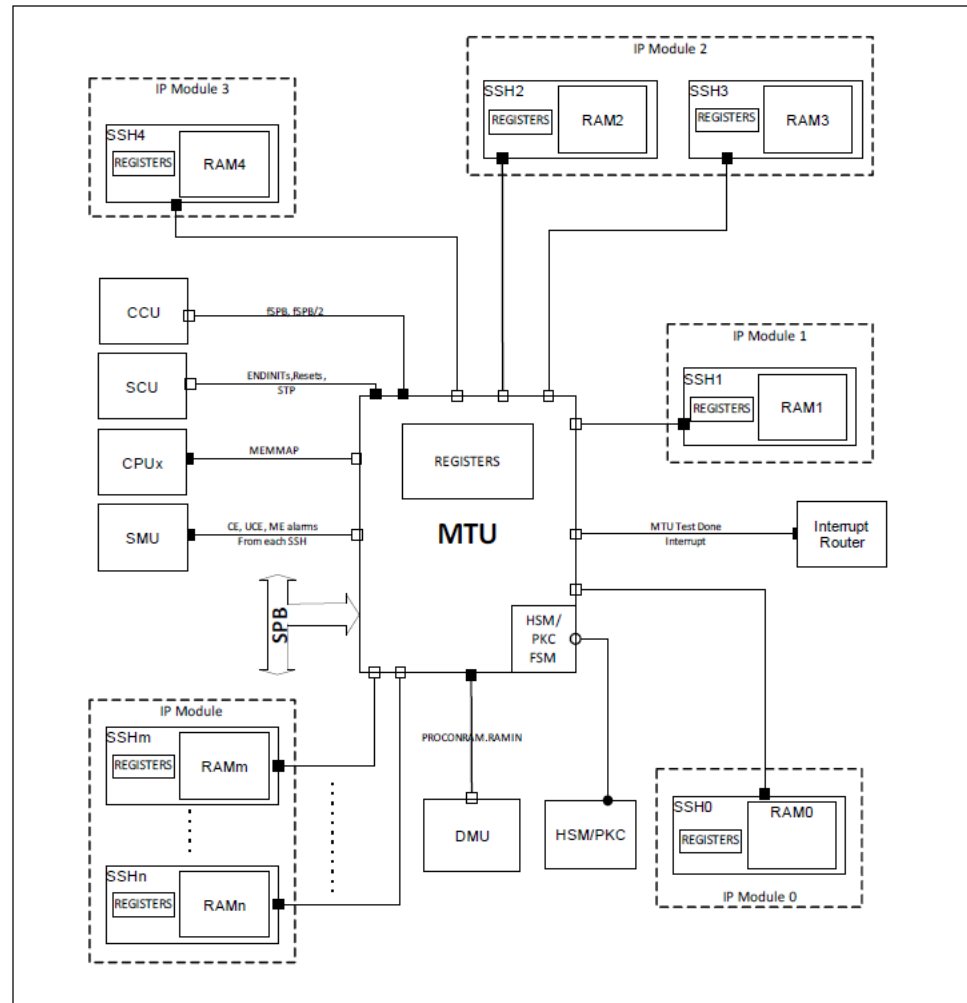 IP Module 3
SSH4
REGISTERS
RAM4
IP Module 2
SSH2
REGISTERS
RAM2
SSH3
REGISTERS
RAM3
CCU
fSPB, fSPB/2
SCU
ENDINITs,Resets,
STP
CPUx
MEMMAP
SMU
CE, UCE, ME alarms
From each SSH
IP Module 1
SSH1
REGISTERS
RAM1
REGISTERS
MTU
MTU Test Done
Interrupt
Interrupt
Router
SPB
HSM/
PKC
FSM
IP Module
SSHm
REGISTERS
RAMm
SSHn
REGISTERS
RAMn
PROCONRAM.RAMIN
DMU
HSM/PKC
SSH0
RAM0
REGISTERS
IP Module 0